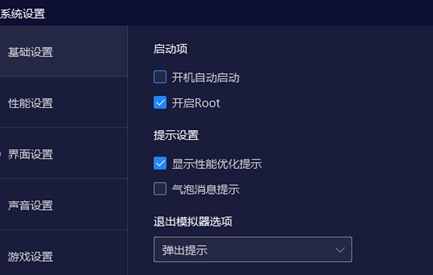 系统设置
基础设置
性能设置
界面设置
声音设置
游戏设置
启动项
开机自动启动
开启Root
提示设置
显示性能优化提示
气泡消息提示
退出模拟器选项
弹出提示